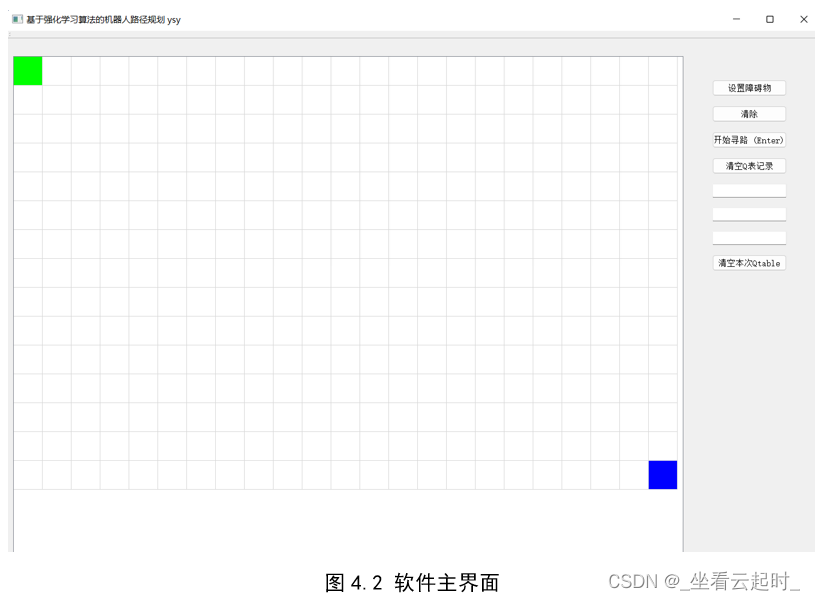 基于强化学习算法的机器人路径规划 ysy
设置障碍物
清除
开始寻路 (Enter)
清空Q表记录
清空本次Qtable
图 4.2 软件主界面
CSDN @_坐看云起时_